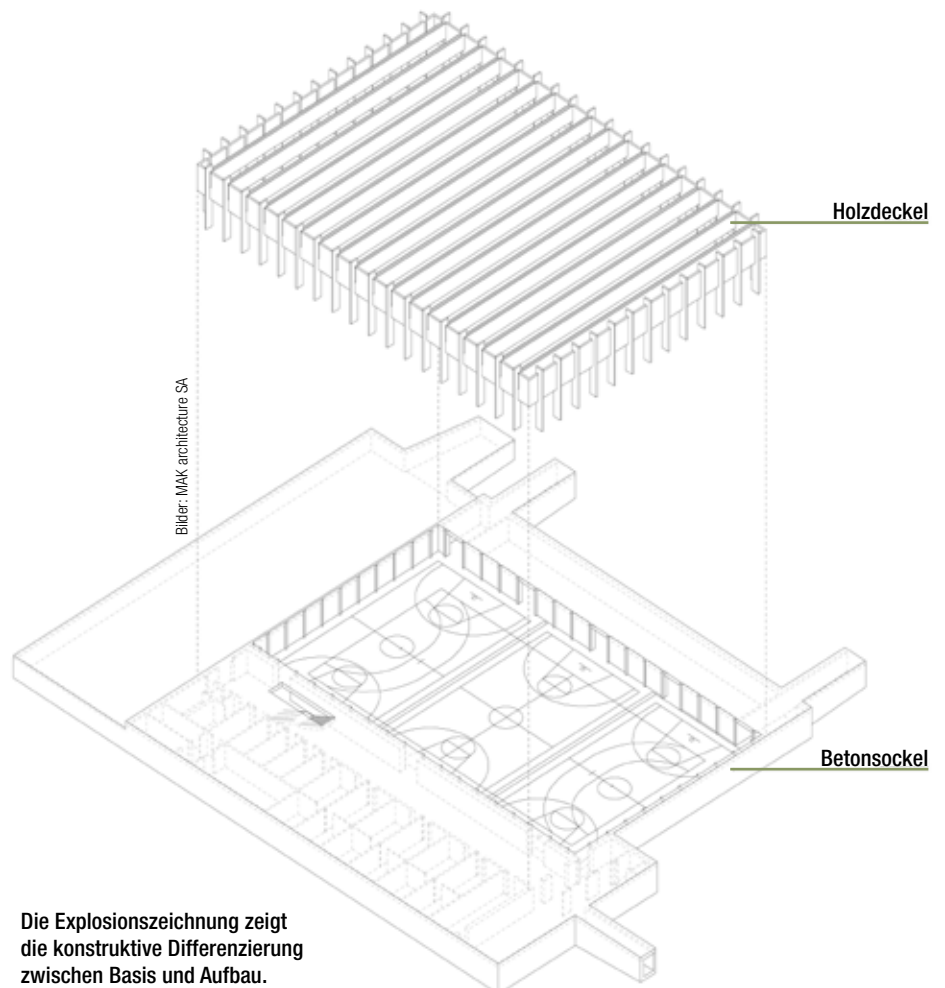 Holzdeckel
Bilder: MAK architecture SA
Betonsockel
Die Explosionszeichnung zeigt
die konstruktive Differenzierung
zwischen Basis und Aufbau.